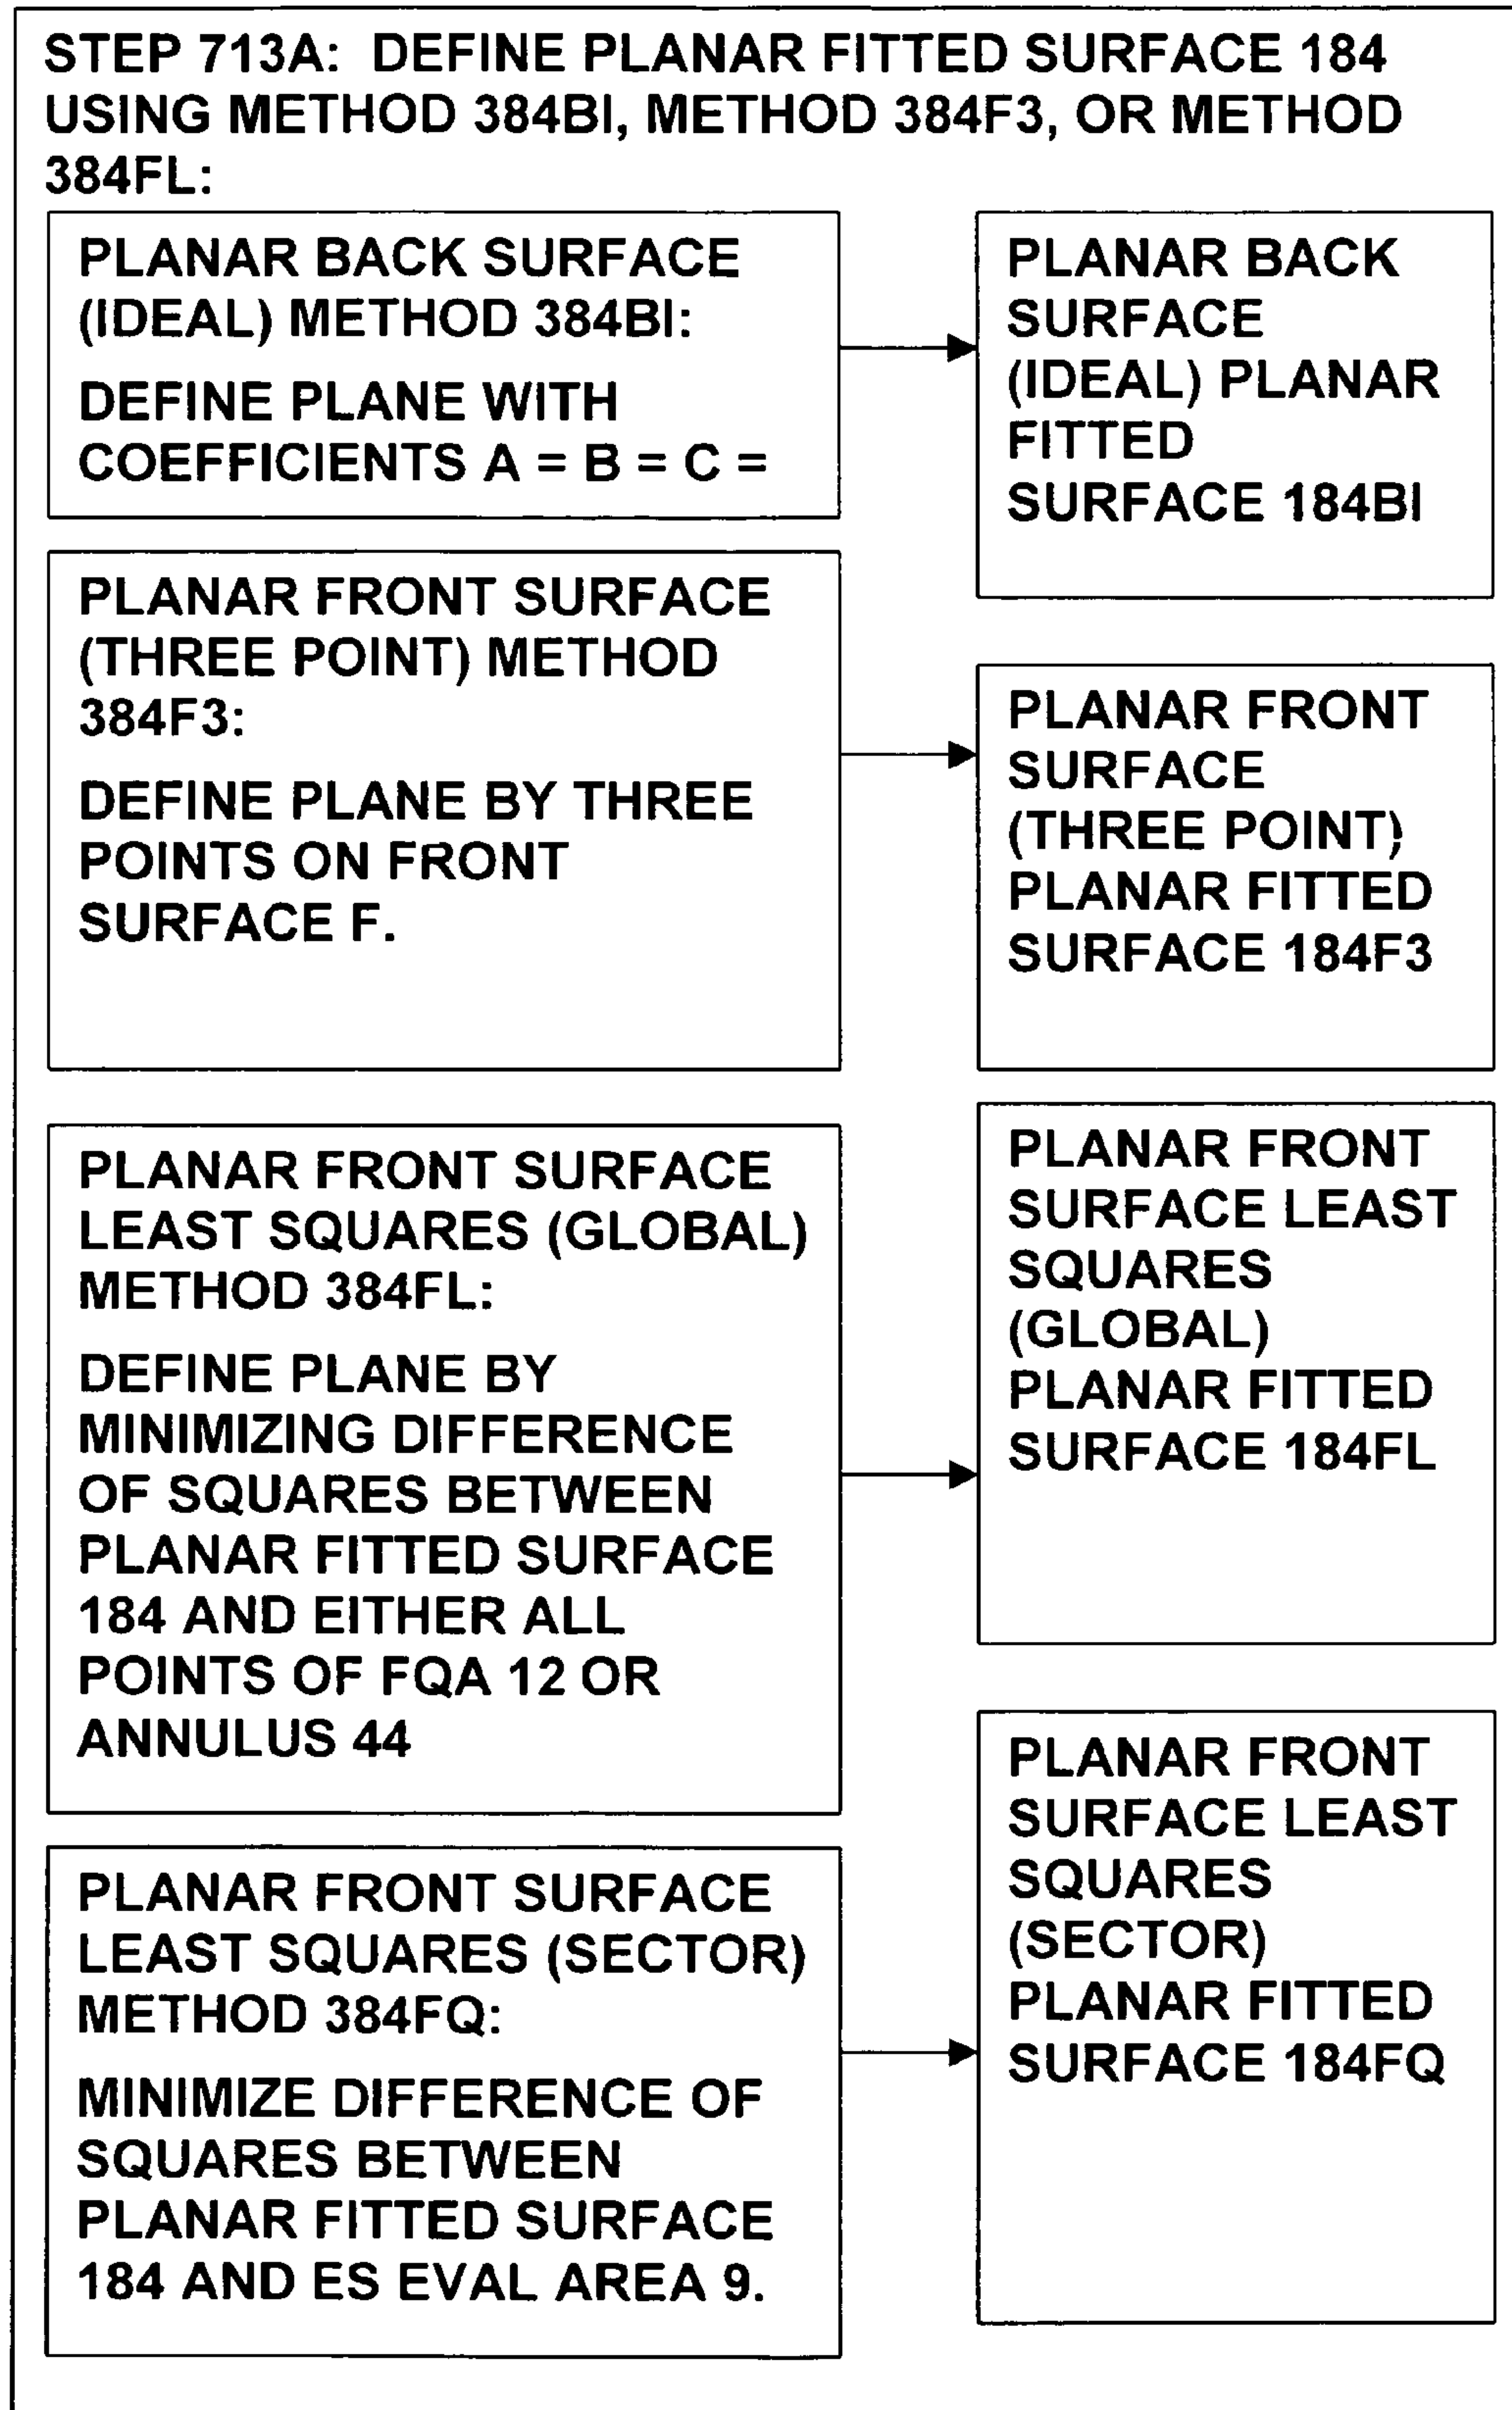 STEP 713A: DEFINE PLANAR FITTED SURFACE 184
USING METHOD 384BI, METHOD 384F3, OR METHOD
384FL:
PLANAR BACK SURFACE
(IDEAL) METHOD 384BI:
DEFINE PLANE WITH
COEFFICIENTS A = B = C =
PLANAR BACK
SURFACE
(IDEAL) PLANAR
FITTED
SURFACE 184BI
PLANAR FRONT SURFACE
(THREE POINT) METHOD
384F3:
DEFINE PLANE BY THREE
POINTS ON FRONT
SURFACE F.
PLANAR FRONT
SURFACE
(THREE POINT)
PLANAR FITTED
SURFACE 184F3
PLANAR FRONT SURFACE
LEAST SQUARES (GLOBAL)
METHOD 384FL:
DEFINE PLANE BY
MINIMIZING DIFFERENCE
OF SQUARES BETWEEN
PLANAR FITTED SURFACE
184 AND EITHER ALL
POINTS OF FQA 12 OR
ANNULUS 44
PLANAR FRONT
SURFACE LEAST
SQUARES
(GLOBAL)
PLANAR FITTED
SURFACE 184FL
PLANAR FRONT SURFACE
LEAST SQUARES (SECTOR)
METHOD 384FQ:
MINIMIZE DIFFERENCE OF
SQUARES BETWEEN
PLANAR FITTED SURFACE
184 AND ES EVAL AREA 9.
PLANAR FRONT
SURFACE LEAST
SQUARES
(SECTOR)
PLANAR FITTED
SURFACE 184FQ